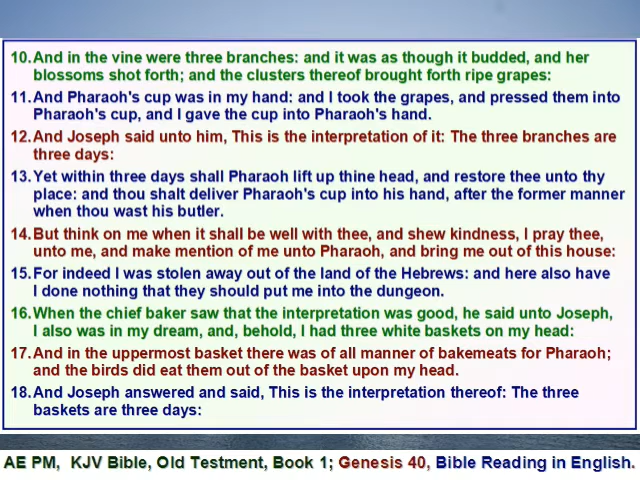 10.And in the vine were three branches: and it was as though it budded, and her
blossoms shot forth; and the clusters thereof brought forth ripe grapes:
11.And Pharaoh's cup was in my hand: and I took the grapes, and pressed them into
Pharaoh's cup, and I gave the cup into Pharaoh's hand.
12.And Joseph said unto him, This is the interpretation of it: The three branches are
three days:
13.Yet within three days shall Pharaoh lift up thine head, and restore thee unto thy
place: and thou shalt deliver Pharaoh's cup into his hand, after the former manner
when thou wast his butler.
14.But think on me when it shall be well with thee, and shew kindness, I pray thee,
unto me, and make mention of me unto Pharaoh, and bring me out of this house:
15.For indeed I was stolen away out of the land of the Hebrews: and here also have
I done nothing that they should put me into the dungeon.
16.When the chief baker saw that the interpretation was good, he said unto Joseph,
I also was in my dream, and, behold, I had three white baskets on my head:
17.And in the uppermost basket there was of all manner of bakemeats for Pharaoh;
and the birds did eat them out of the basket upon my head.
18.And Joseph answered and said, This is the interpretation thereof: The three
baskets are three days:
AE PM, KJV Bible, Old Testment, Book 1; Genesis 40, Bible Reading in English.